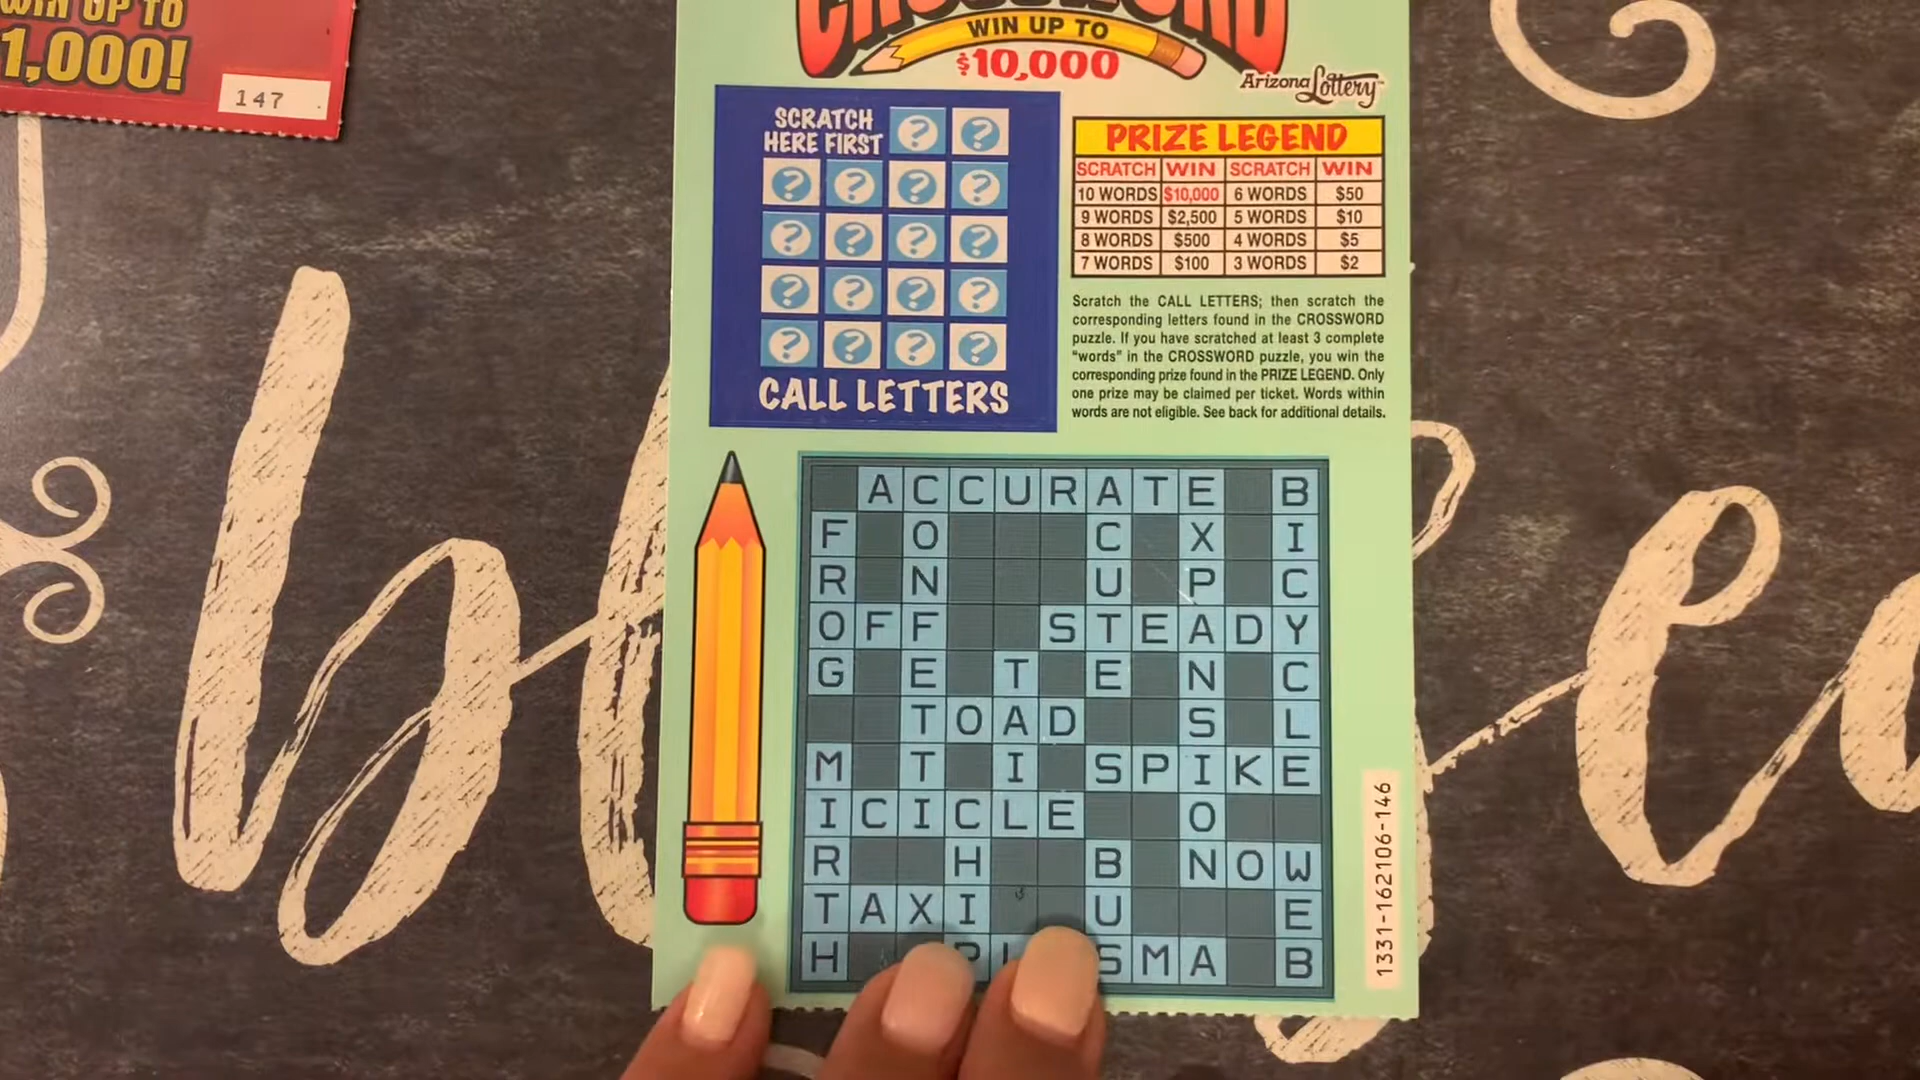 WIN UP TO
1,000!
147
WIN UP TO
$10,000
Arizona Lottery
SCRATCH
HERE FIRST
? ?
? ? ? ?
? ? ? ?
? ? ? ?
? ? ? ?
CALL LETTERS
PRIZE LEGEND
SCRATCH WIN SCRATCH WIN
10 WORDS $10,000 6 WORDS $50
9 WORDS $2,500 5 WORDS $10
8 WORDS $500 4 WORDS $5
7 WORDS $100 3 WORDS $2
Scratch the CALL LETTERS; then scratch the
corresponding letters found in the CROSSWORD
puzzle. If you have scratched at least 3 complete
"words" in the CROSSWORD puzzle, you win the
corresponding prize found in the PRIZE LEGEND. Only
one prize may be claimed per ticket. Words within
words are not eligible. See back for additional details.
A C C U R A T E B
F O C X I
R N U P C
O F F S T E A D Y
G E T E N C
T O A D S L
M T I S P I K E
I C I C L E O
R H B N O W
T A X I U E
H P S M A B
1331-162106-146